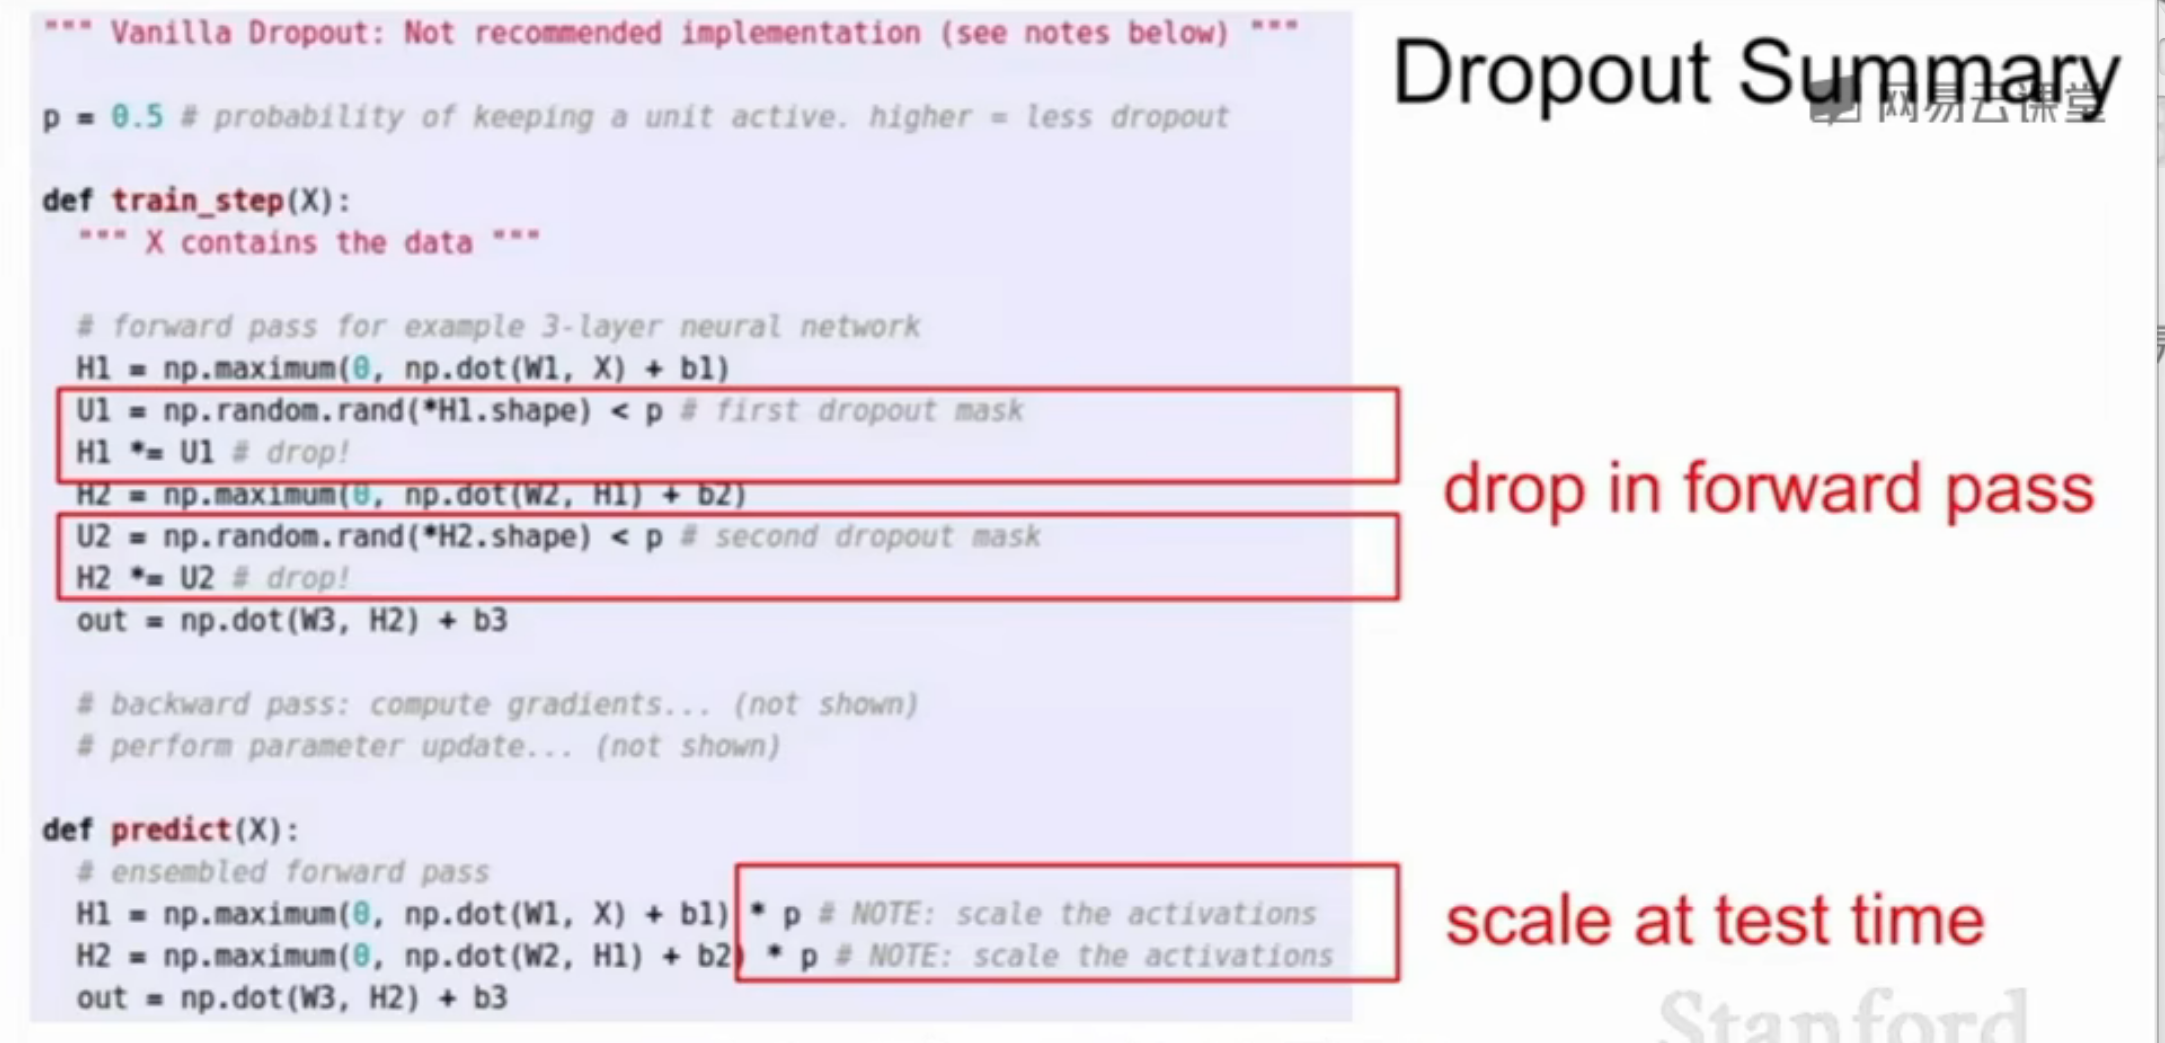 """ Vanilla Dropout: Not recommended implementation (see notes below) """
p = 0.5 # probability of keeping a unit active. higher = less dropout
def train_step(X):
""" X contains the data """
# forward pass for example 3-layer neural network
H1 = np.maximum(0, np.dot(W1, X) + b1)
U1 = np.random.rand(*H1.shape) < p # first dropout mask
H1 *= U1 # drop!
H2 = np.maximum(0, np.dot(W2, H1) + b2)
U2 = np.random.rand(*H2.shape) < p # second dropout mask
H2 *= U2 # drop!
out = np.dot(W3, H2) + b3
# backward pass: compute gradients... (not shown)
# perform parameter update... (not shown)
def predict(X):
# ensembled forward pass
H1 = np.maximum(0, np.dot(W1, X) + b1) * p # NOTE: scale the activations
H2 = np.maximum(0, np.dot(W2, H1) + b2) * p # NOTE: scale the activations
out = np.dot(W3, H2) + b3
Dropout Summary
网易云课堂
drop in forward pass
scale at test time
Stanford